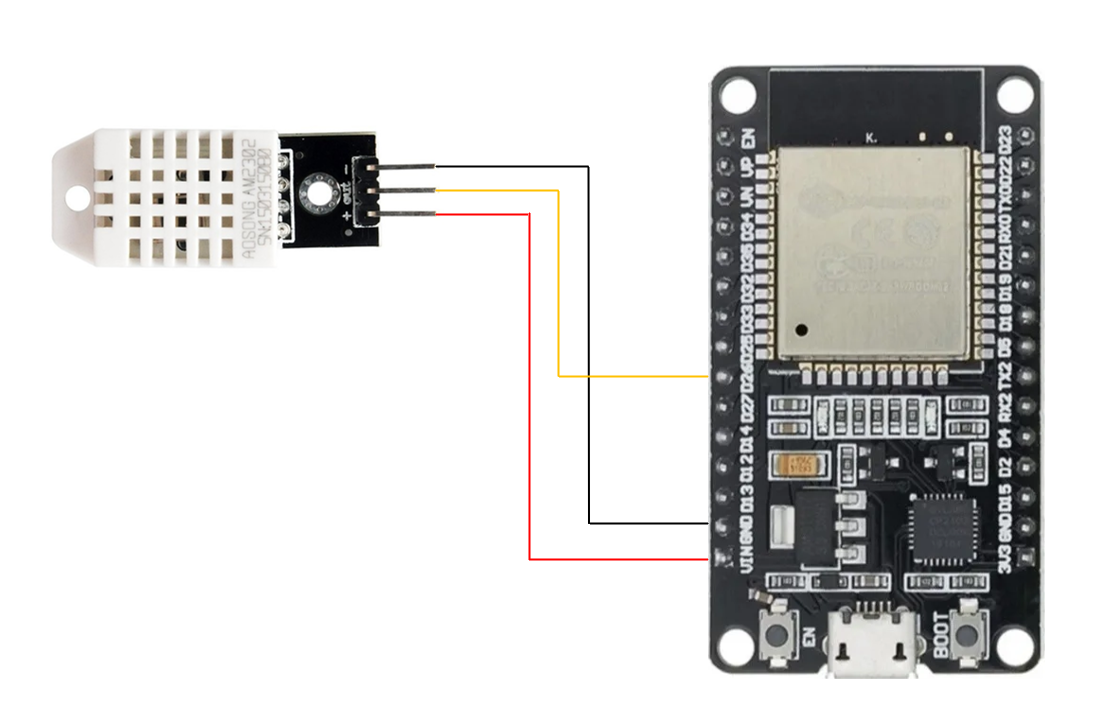 AOSONG AM2302
-
out
+
K.
EN
VP
VN
D34
D35
D32
D33
D25
D26
D27
D14
D12
D13
GND
VIN
D23
D22
TX0
RX0
D21
D19
D18
D5
TX2
RX2
D4
D2
D15
GND
3V3
EN
BOOT